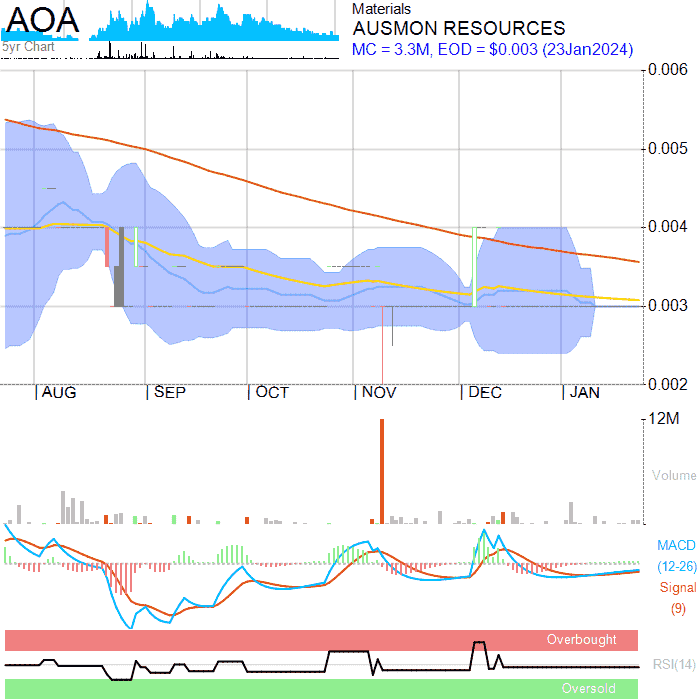 AOA
5yr Chart
Materials
AUSMON RESOURCES
MC = 3.3M, EOD = $0.003 (23Jan2024)
0.006
0.005
0.004
0.003
0.002
AUG SEP OCT NOV DEC JAN
12M
Volume
MACD
(12-26)
Signal
(9)
Overbought
RSI(14)
Oversold